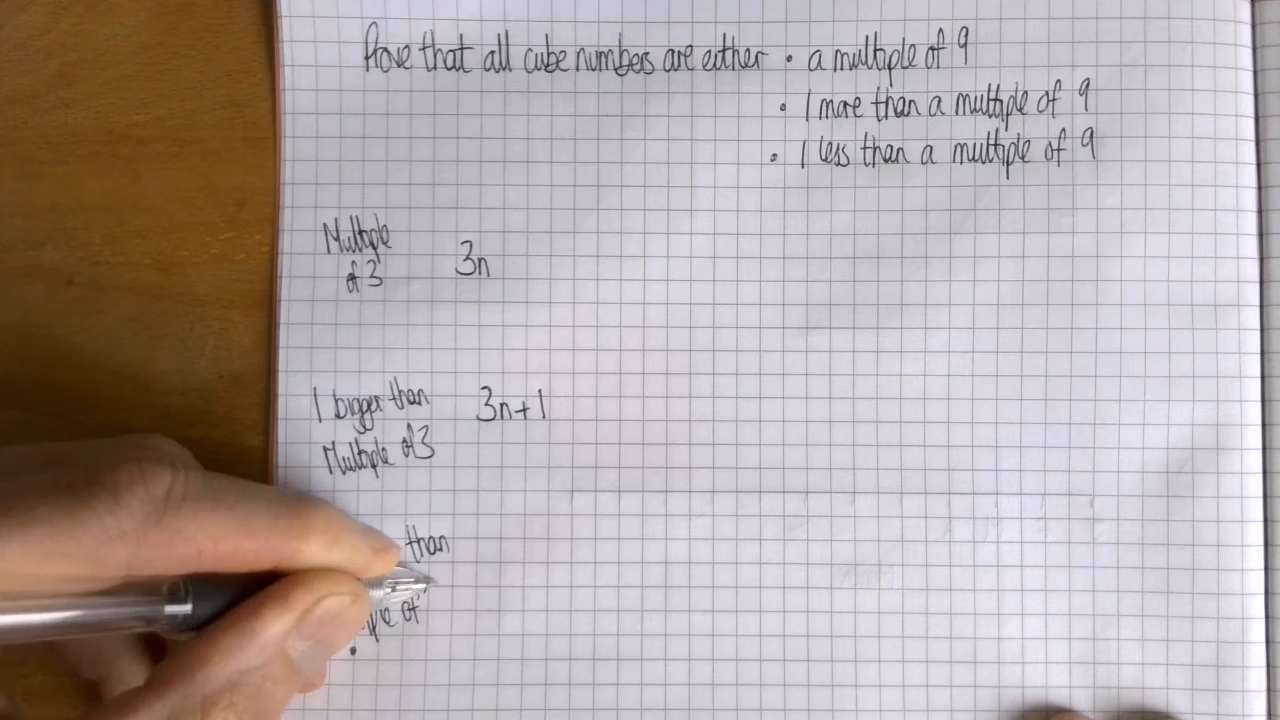 Prove that all cube numbers are either • a multiple of 9
• 1 more than a multiple of 9
• 1 less than a multiple of 9
Multiple
of 3
3n
1 bigger than
Multiple of 3
3n+1
than
of